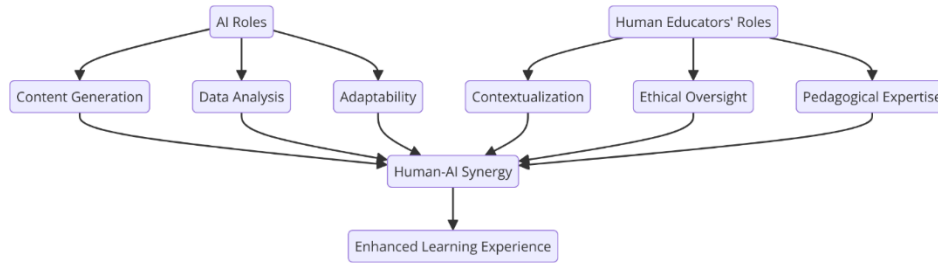 AI Roles
Human Educators' Roles
Content Generation
Data Analysis
Adaptability
Contextualization
Ethical Oversight
Pedagogical Expertise
Human-AI Synergy
Enhanced Learning Experience